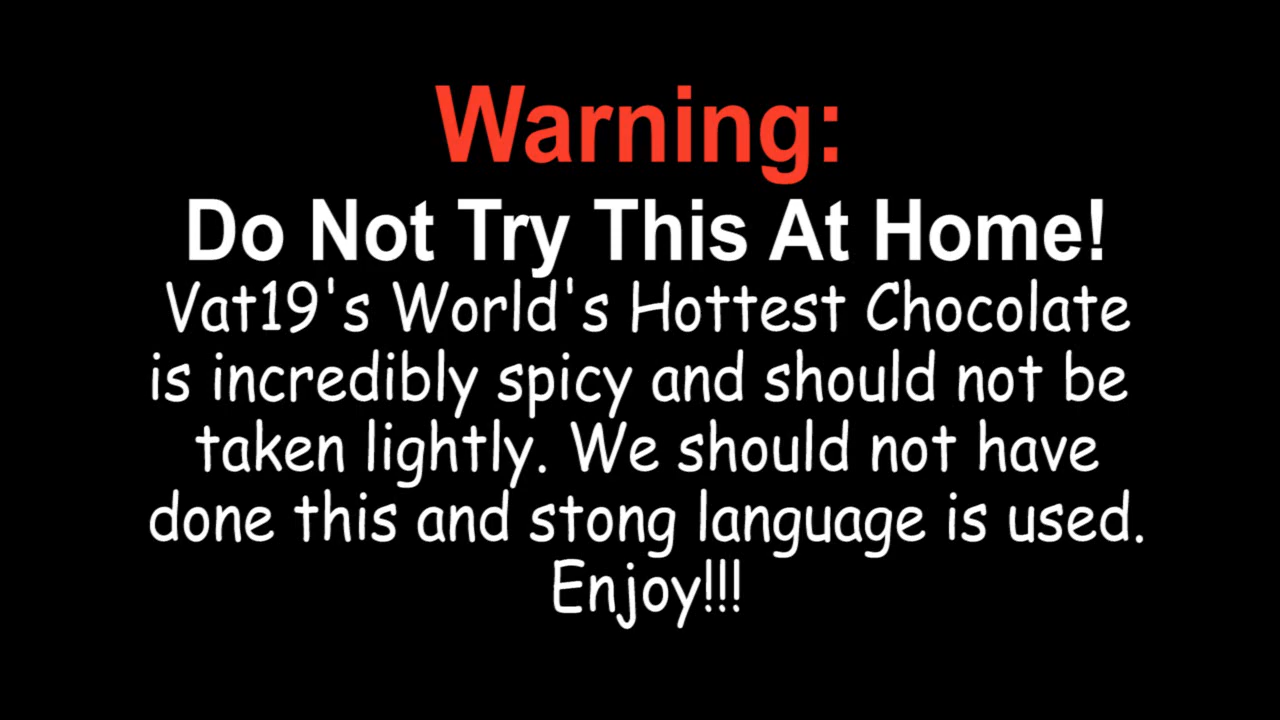 Warning:
Do Not Try This At Home!
Vat19's World's Hottest Chocolate
is incredibly spicy and should not be
taken lightly. We should not have
done this and stong language is used.
Enjoy!!!